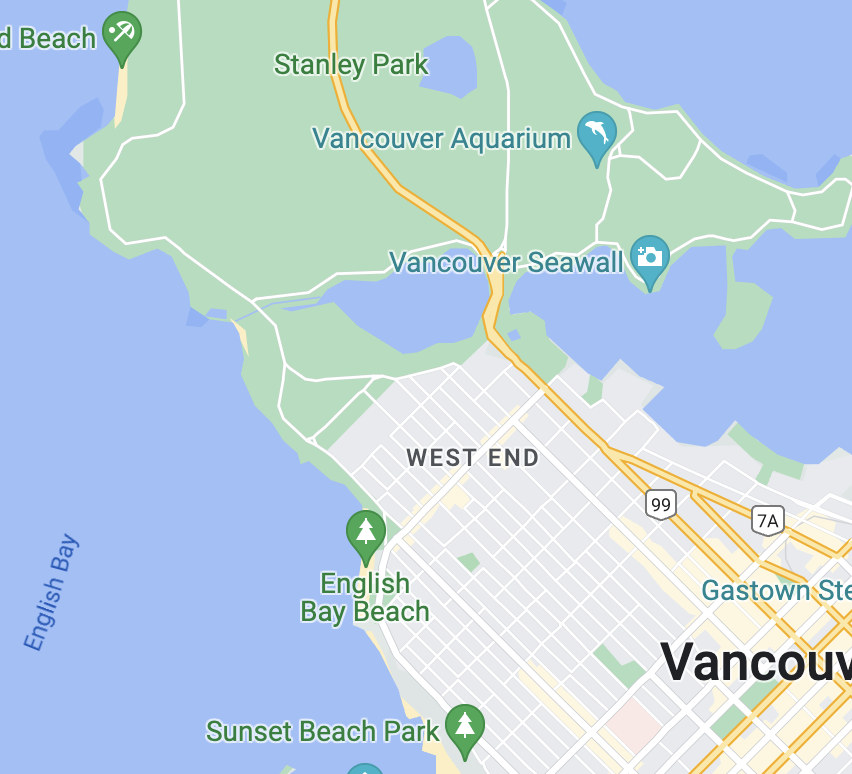 d Beach
Stanley Park
Vancouver Aquarium
Vancouver Seawall
WEST END
99
7A
English Bay
English
Bay Beach
Gastown Ste
Vancouv
Sunset Beach Park